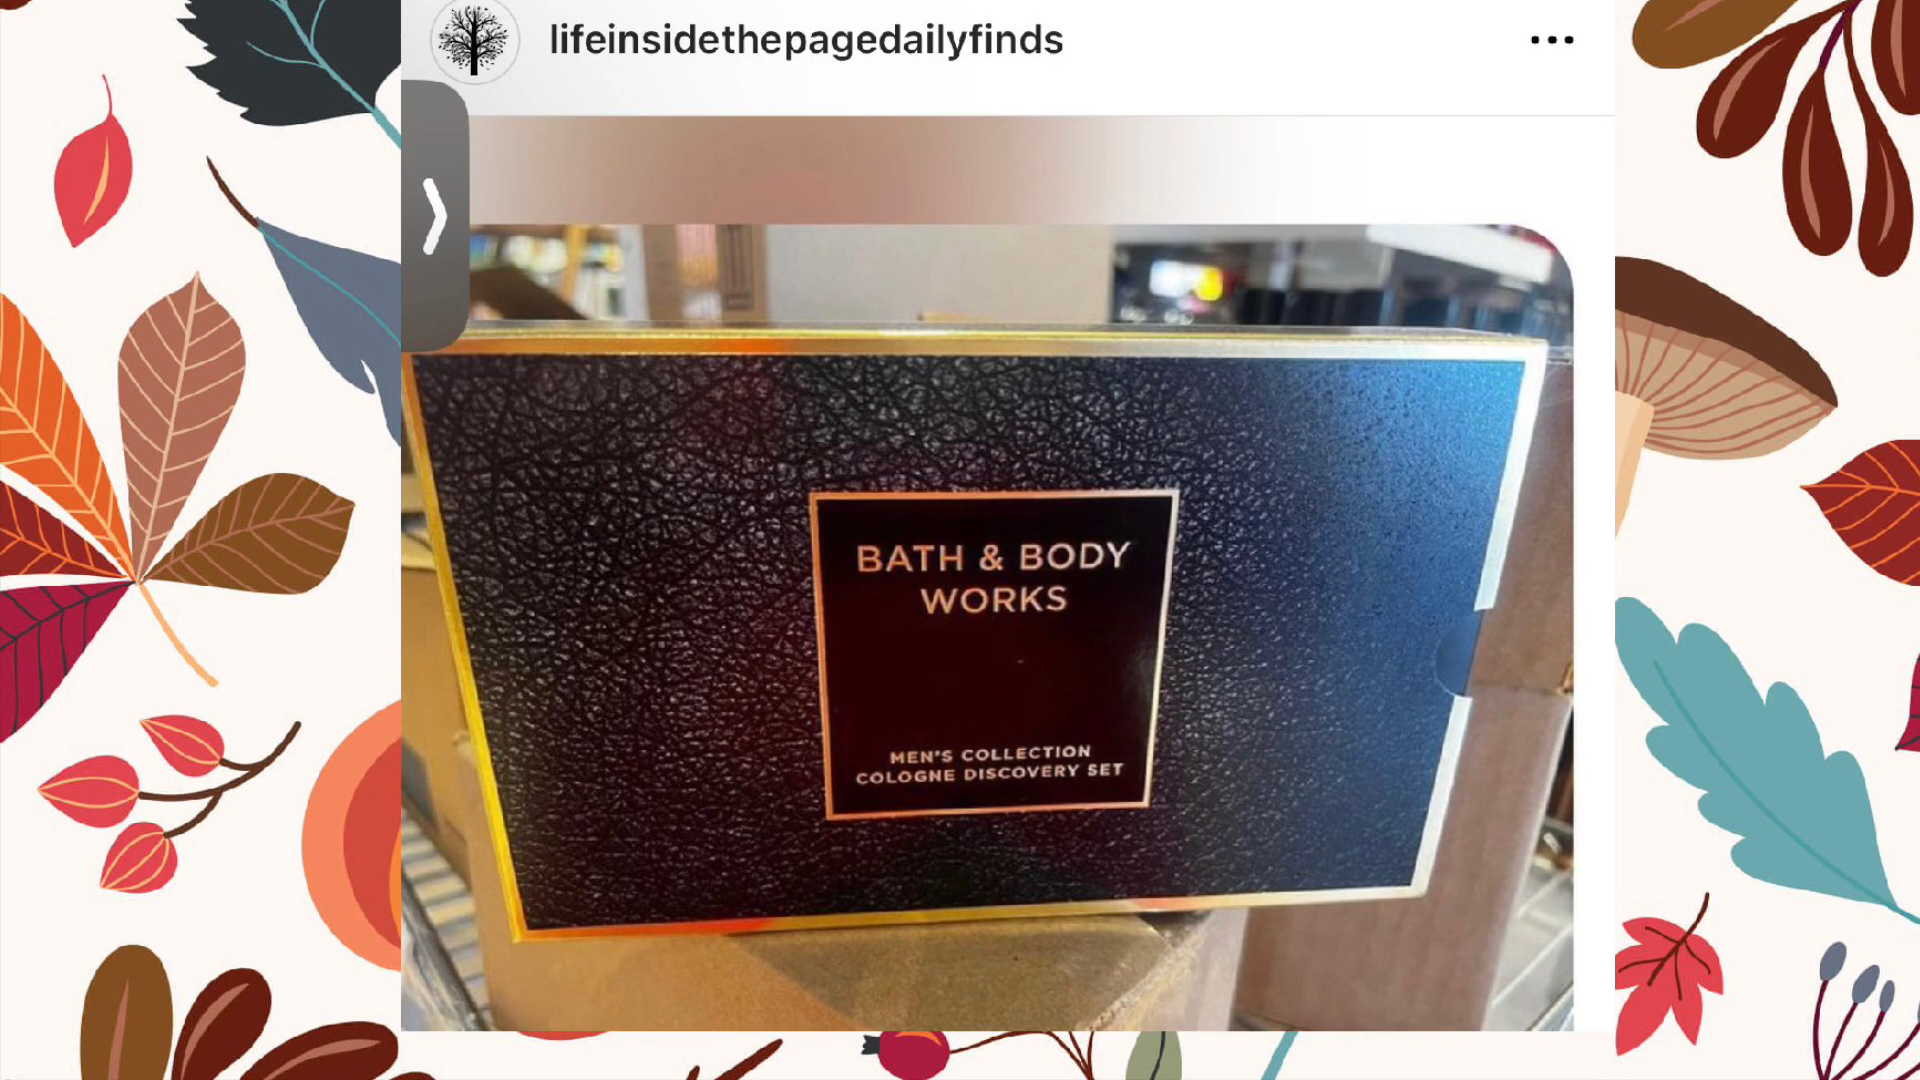 lifeinsidethepagedailyfinds
BATH & BODY
WORKS
MEN'S COLLECTION
COLOGNE DISCOVERY SET